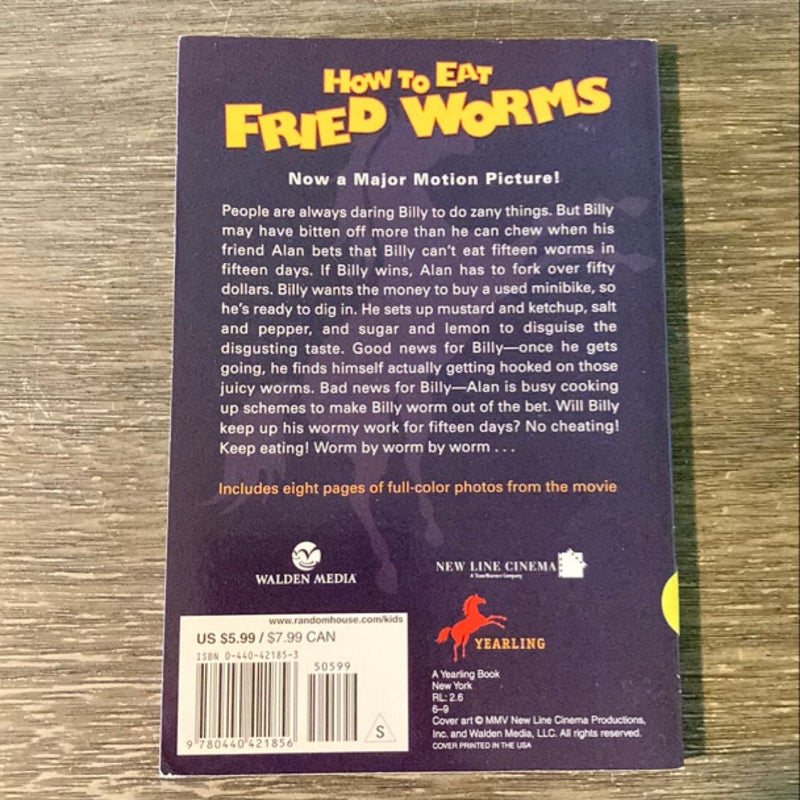 HOW TO EAT
FRIED WORMS
Now a Major Motion Picture!
People are always daring Billy to do zany things. But Billy
may have bitten off more than he can chew when his
friend Alan bets that Billy can't eat fifteen worms in
fifteen days. If Billy wins, Alan has to fork over fifty
dollars. Billy wants the money to buy a used minibike, so
he's ready to dig in. He sets up mustard and ketchup, salt
and pepper, and sugar and lemon to disguise the
disgusting taste. Good news for Billy—once he gets
going, he finds himself actually getting hooked on those
juicy worms. Bad news for Billy—Alan is busy cooking
up schemes to make Billy worm out of the bet. Will Billy
keep up his wormy work for fifteen days? No cheating!
Keep eating! Worm by worm by worm . . .
Includes eight pages of full-color photos from the movie
WALDEN MEDIA
NEW LINE CINEMA
A TimeWarner Company
www.randomhouse.com/kids
US $5.99 / $7.99 CAN
ISBN 0-440-42185-3
50599
S
9 780440 421856
YEARLING
A Yearling Book
New York
RL: 2.6
6–9
Cover art © MMV New Line Cinema Productions,
Inc. and Walden Media, LLC. All rights reserved.
COVER PRINTED IN THE USA